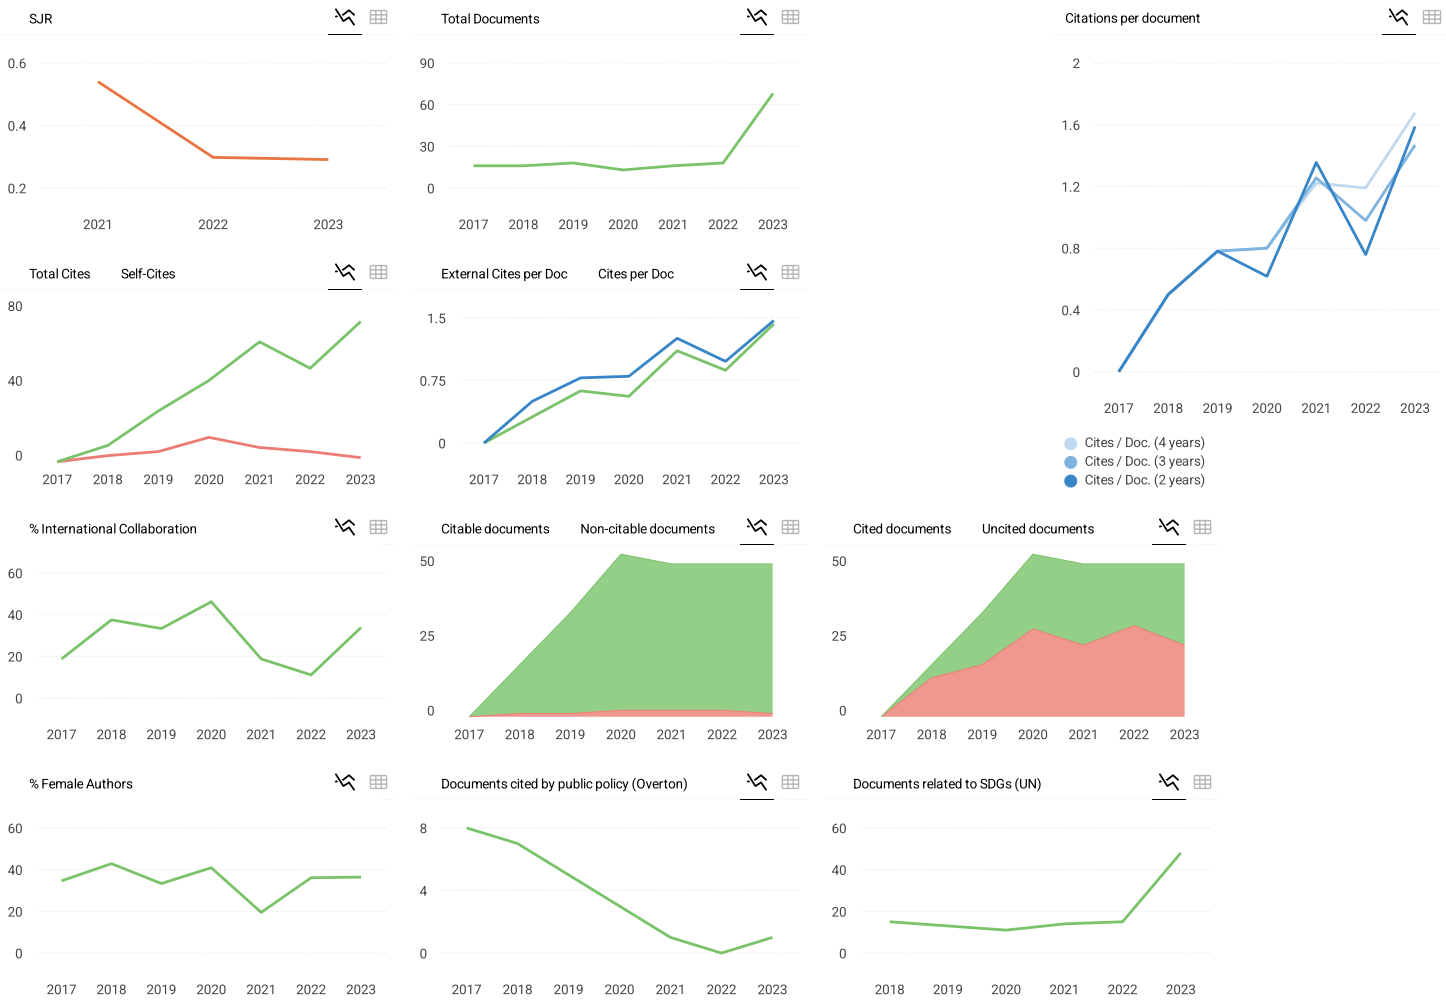 SJR
0.6
0.4
0.2
2021 2022 2023
Total Documents
90
60
30
0
2017 2018 2019 2020 2021 2022 2023
Citations per document
2
1.6
1.2
0.8
0.4
0
2017 2018 2019 2020 2021 2022 2023
Cites / Doc. (4 years)
Cites / Doc. (3 years)
Cites / Doc. (2 years)
Total Cites Self-Cites
80
40
0
2017 2018 2019 2020 2021 2022 2023
External Cites per Doc Cites per Doc
1.5
0.75
0
2017 2018 2019 2020 2021 2022 2023
% International Collaboration
60
40
20
0
2017 2018 2019 2020 2021 2022 2023
Citable documents Non-citable documents
50
25
0
2017 2018 2019 2020 2021 2022 2023
Cited documents Uncited documents
50
25
0
2017 2018 2019 2020 2021 2022 2023
% Female Authors
60
40
20
0
2017 2018 2019 2020 2021 2022 2023
Documents cited by public policy (Overton)
8
4
0
2017 2018 2019 2020 2021 2022 2023
Documents related to SDGs (UN)
60
40
20
0
2018 2019 2020 2021 2022 2023